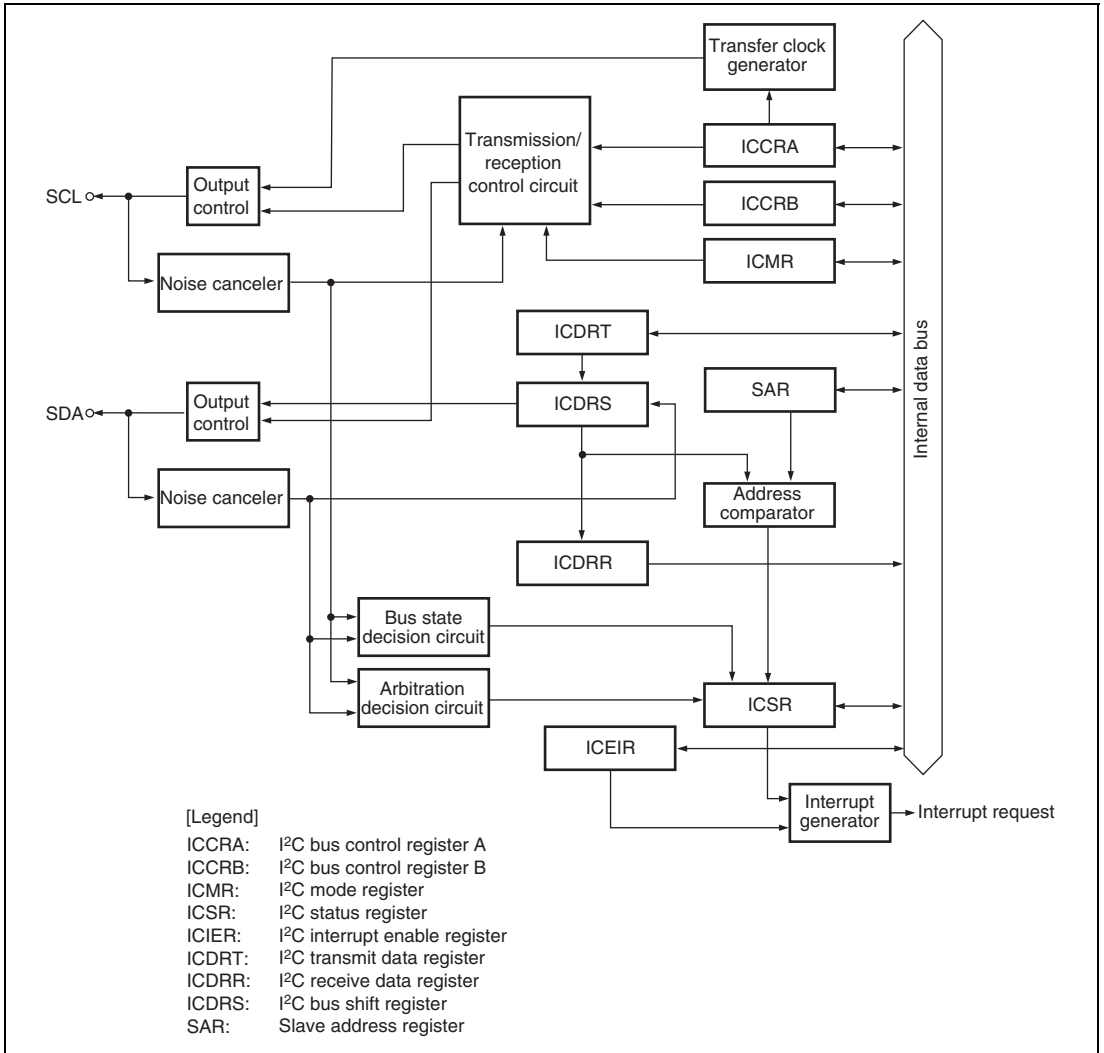 Transfer clock
generator
Transmission/
reception
control circuit
ICCRA
SCL
Output
control
ICCRB
ICMR
Noise canceler
ICDRT
Internal data bus
SAR
SDA
Output
control
ICDRS
Noise canceler
Address
comparator
ICDRR
Bus state
decision circuit
Arbitration
decision circuit
ICSR
ICEIR
Interrupt
generator
Interrupt request
[Legend]
ICCRA: I²C bus control register A
ICCRB: I²C bus control register B
ICMR: I²C mode register
ICSR: I²C status register
ICIER: I²C interrupt enable register
ICDRT: I²C transmit data register
ICDRR: I²C receive data register
ICDRS: I²C bus shift register
SAR: Slave address register